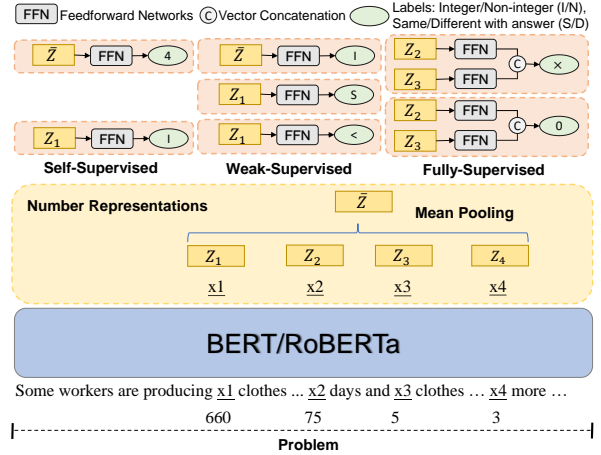 FFN Feedforward Networks C Vector Concatenation Labels: Integer/Non-integer (I/N),
Same/Different with answer (S/D)
Z̄ FFN 4
Z̄ FFN I
Z₂ FFN
Z₃ FFN
C ×
Z₁ FFN S
Z₁ FFN I
Z₁ FFN <
Z₂ FFN
Z₃ FFN
C 0
Self-Supervised
Weak-Supervised
Fully-Supervised
Number Representations
Z̄
Mean Pooling
Z₁ Z₂ Z₃ Z₄
x1 x2 x3 x4
BERT/RoBERTa
Some workers are producing x1 clothes ... x2 days and x3 clothes … x4 more …
660 75 5 3
Problem